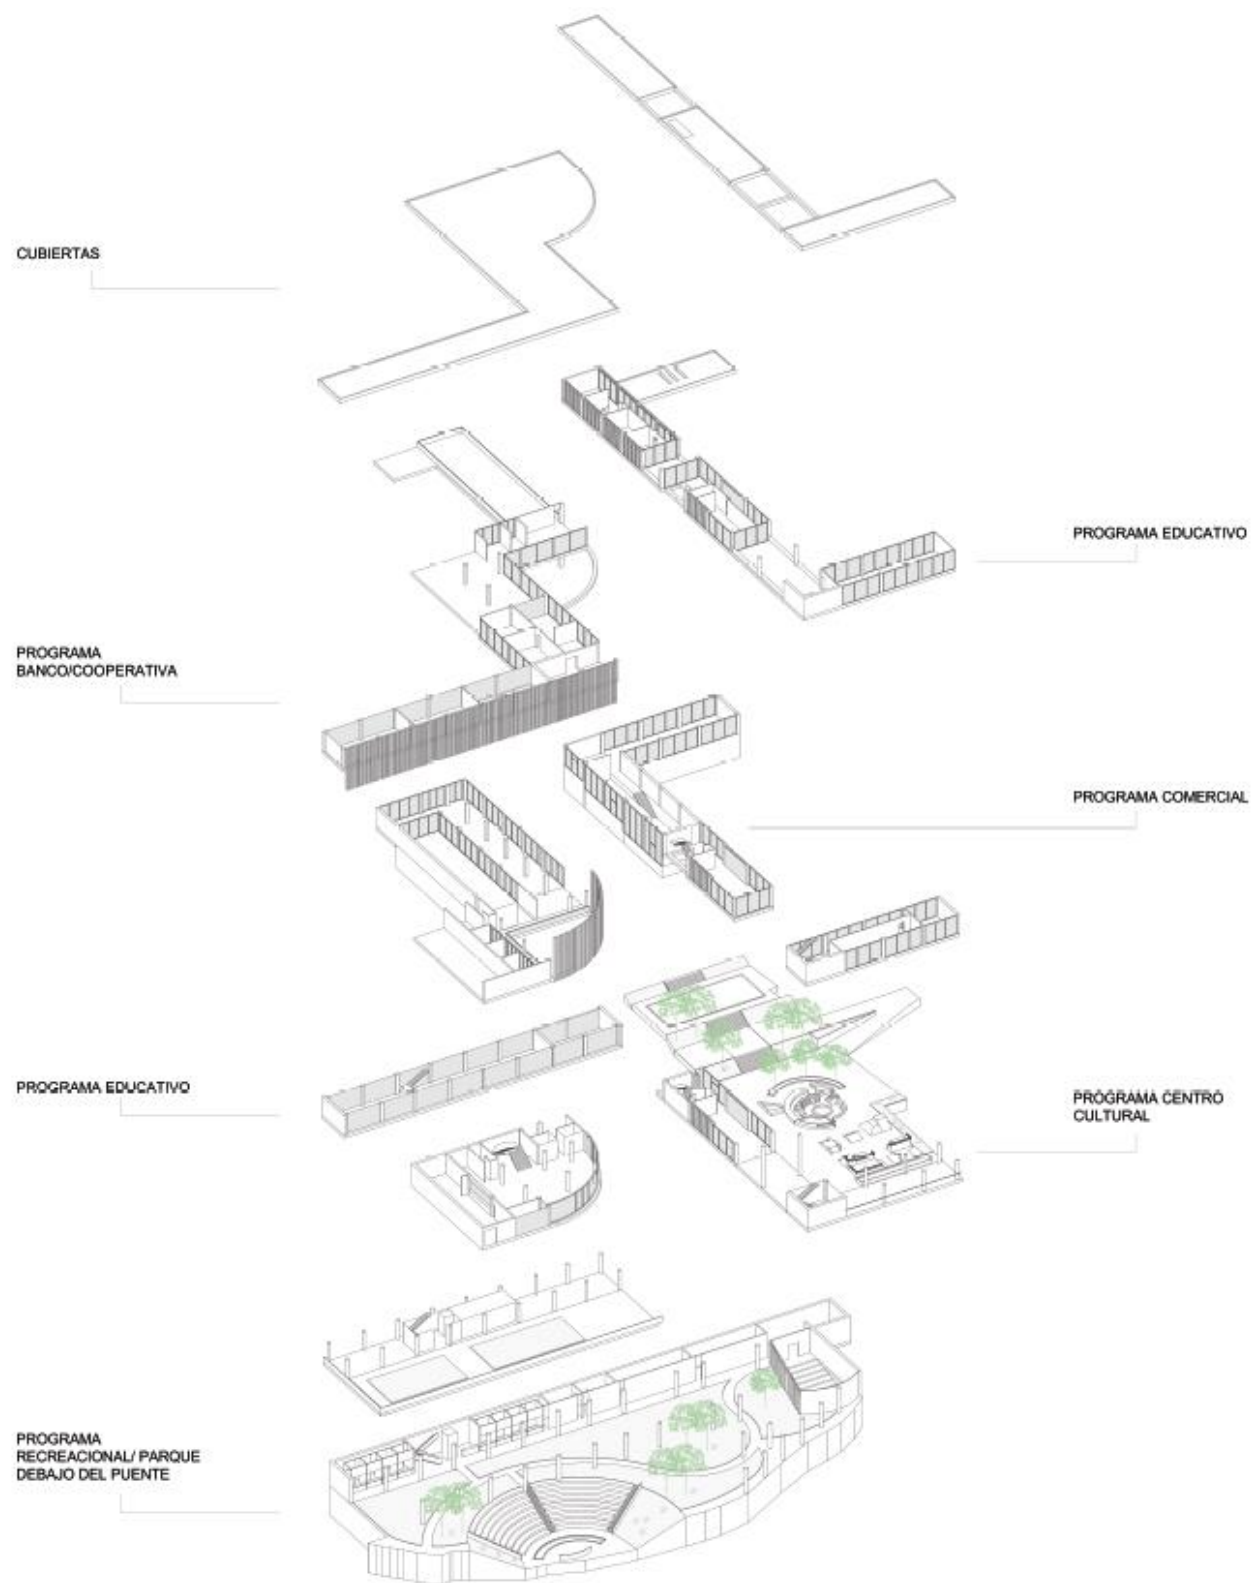 CUBIERTAS
PROGRAMA EDUCATIVO
PROGRAMA
BANCO/COOPERATIVA
PROGRAMA COMERCIAL
PROGRAMA EDUCATIVO
PROGRAMA CENTRO
CULTURAL
PROGRAMA
RECREACIONAL/ PARQUE
DEBAJO DEL PUENTE